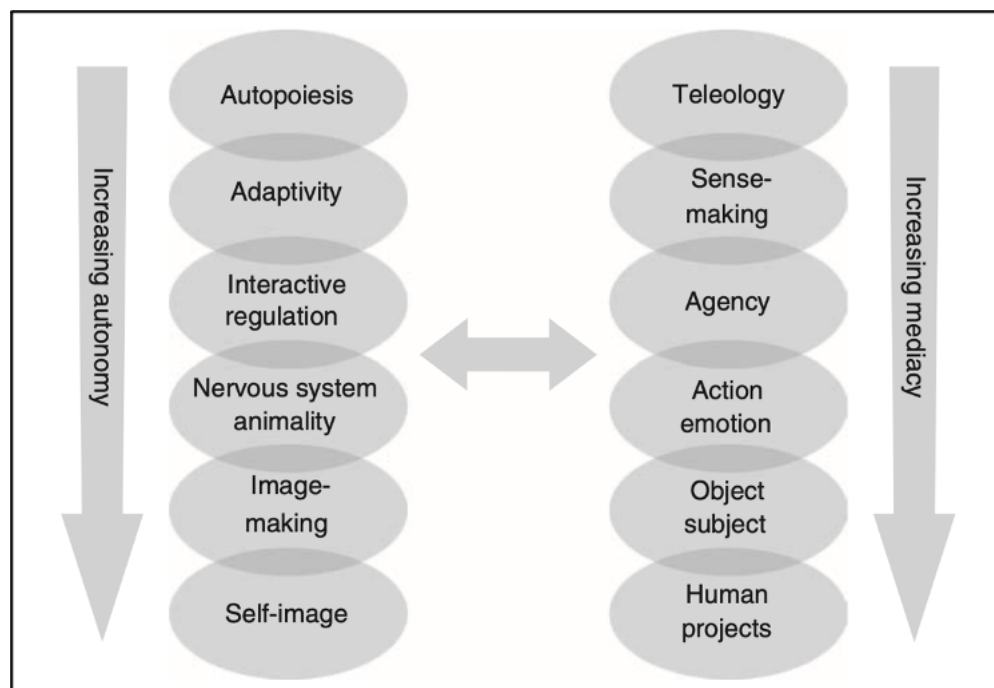 Increasing autonomy
Autopoiesis
Adaptivity
Interactive
regulation
Nervous system
animality
Image-
making
Self-image
Teleology
Sense-
making
Agency
Action
emotion
Object
subject
Human
projects
Increasing mediacy